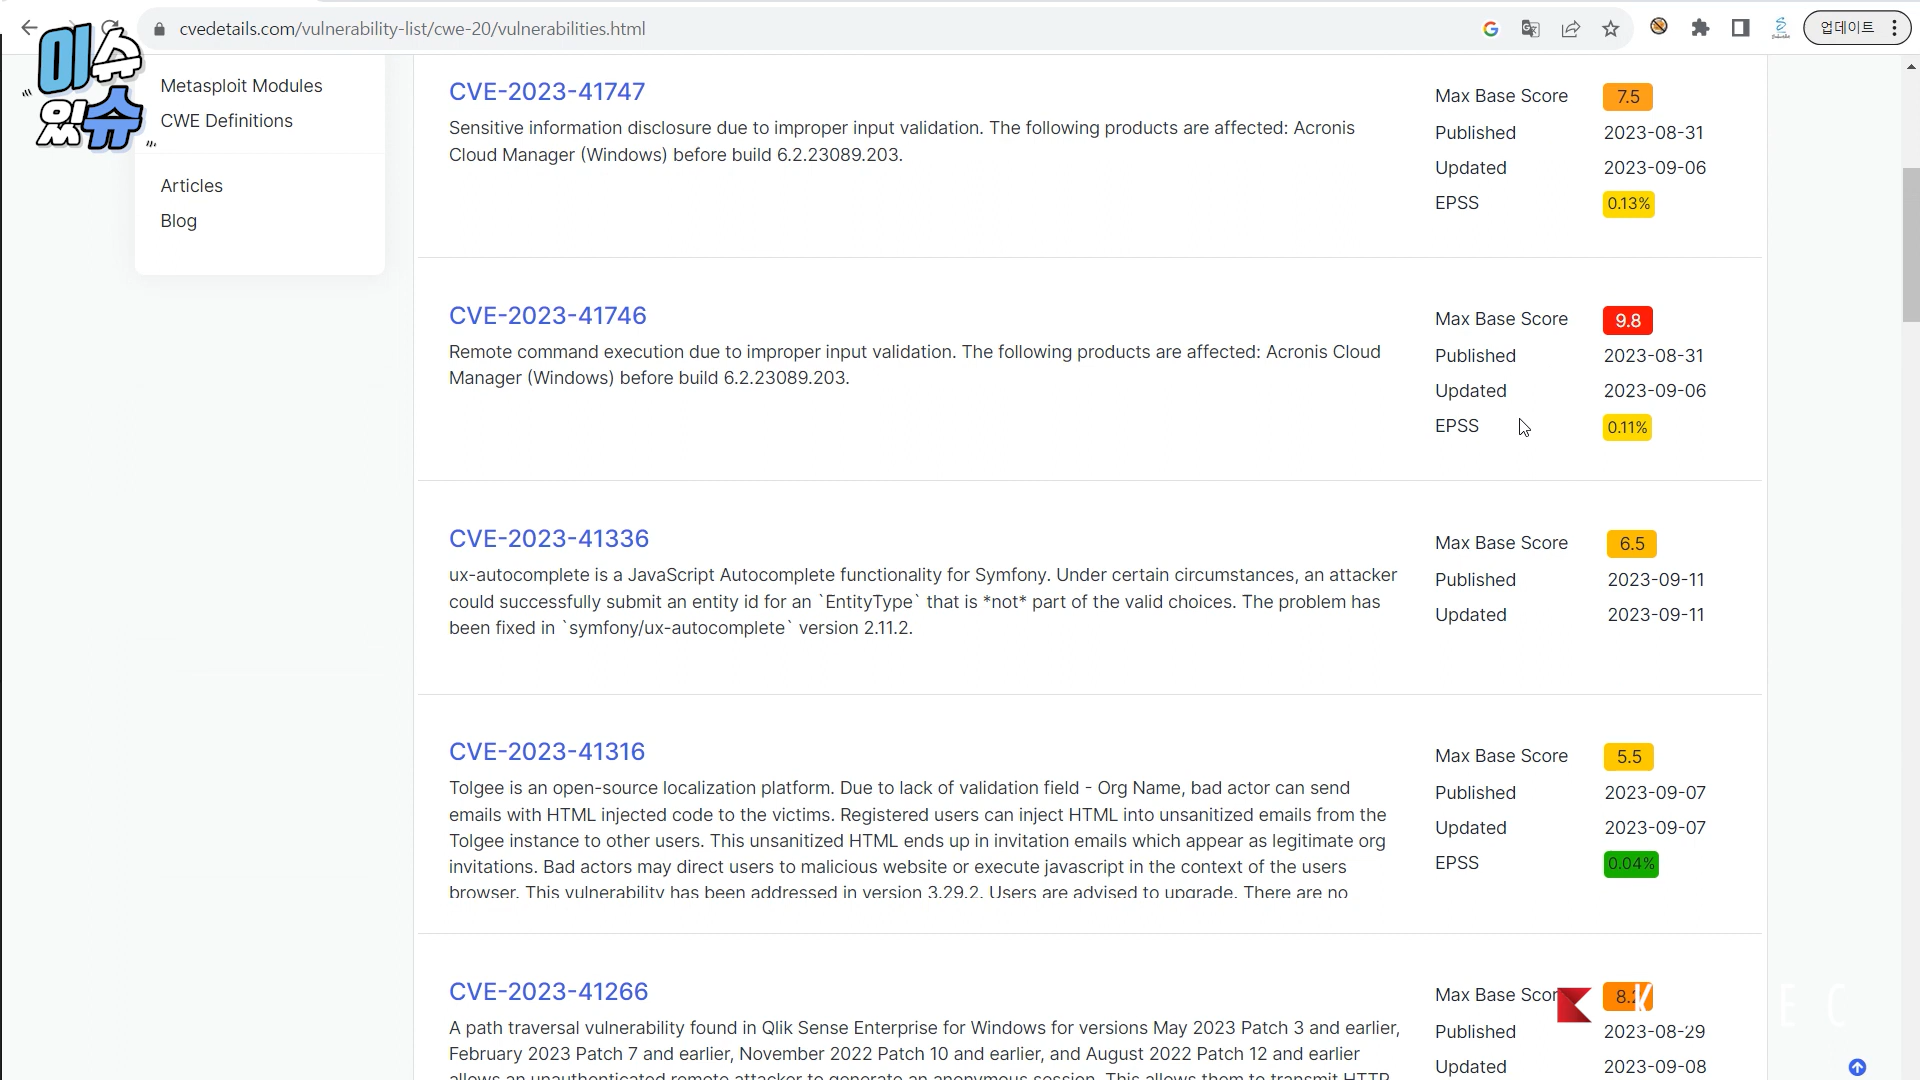 cvedetails.com/vulnerability-list/cwe-20/vulnerabilities.html
업데이트
이슈
있슈
Metasploit Modules
CWE Definitions
Articles
Blog
CVE-2023-41747
Sensitive information disclosure due to improper input validation. The following products are affected: Acronis
Cloud Manager (Windows) before build 6.2.23089.203.
Max Base Score 7.5
Published 2023-08-31
Updated 2023-09-06
EPSS 0.13%
CVE-2023-41746
Remote command execution due to improper input validation. The following products are affected: Acronis Cloud
Manager (Windows) before build 6.2.23089.203.
Max Base Score 9.8
Published 2023-08-31
Updated 2023-09-06
EPSS 0.11%
CVE-2023-41336
ux-autocomplete is a JavaScript Autocomplete functionality for Symfony. Under certain circumstances, an attacker
could successfully submit an entity id for an `EntityType` that is *not* part of the valid choices. The problem has
been fixed in `symfony/ux-autocomplete` version 2.11.2.
Max Base Score 6.5
Published 2023-09-11
Updated 2023-09-11
CVE-2023-41316
Tolgee is an open-source localization platform. Due to lack of validation field - Org Name, bad actor can send
emails with HTML injected code to the victims. Registered users can inject HTML into unsanitized emails from the
Tolgee instance to other users. This unsanitized HTML ends up in invitation emails which appear as legitimate org
invitations. Bad actors may direct users to malicious website or execute javascript in the context of the users
browser. This vulnerability has been addressed in version 3.29.2. Users are advised to upgrade. There are no
Max Base Score 5.5
Published 2023-09-07
Updated 2023-09-07
EPSS 0.04%
CVE-2023-41266
A path traversal vulnerability found in Qlik Sense Enterprise for Windows for versions May 2023 Patch 3 and earlier,
February 2023 Patch 7 and earlier, November 2022 Patch 10 and earlier, and August 2022 Patch 12 and earlier
allows an unauthenticated remote attacker to generate an anonymous session. This allows them to transmit HTTP
Max Base Scor
Published 2023-08-29
Updated 2023-09-08
K E C